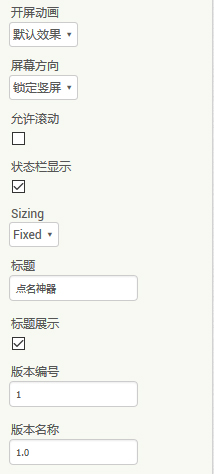 开屏动画
默认效果
屏幕方向
锁定竖屏
允许滚动
状态栏显示
Sizing
Fixed
标题
点名神器
标题展示
版本编号
1
版本名称
1.0